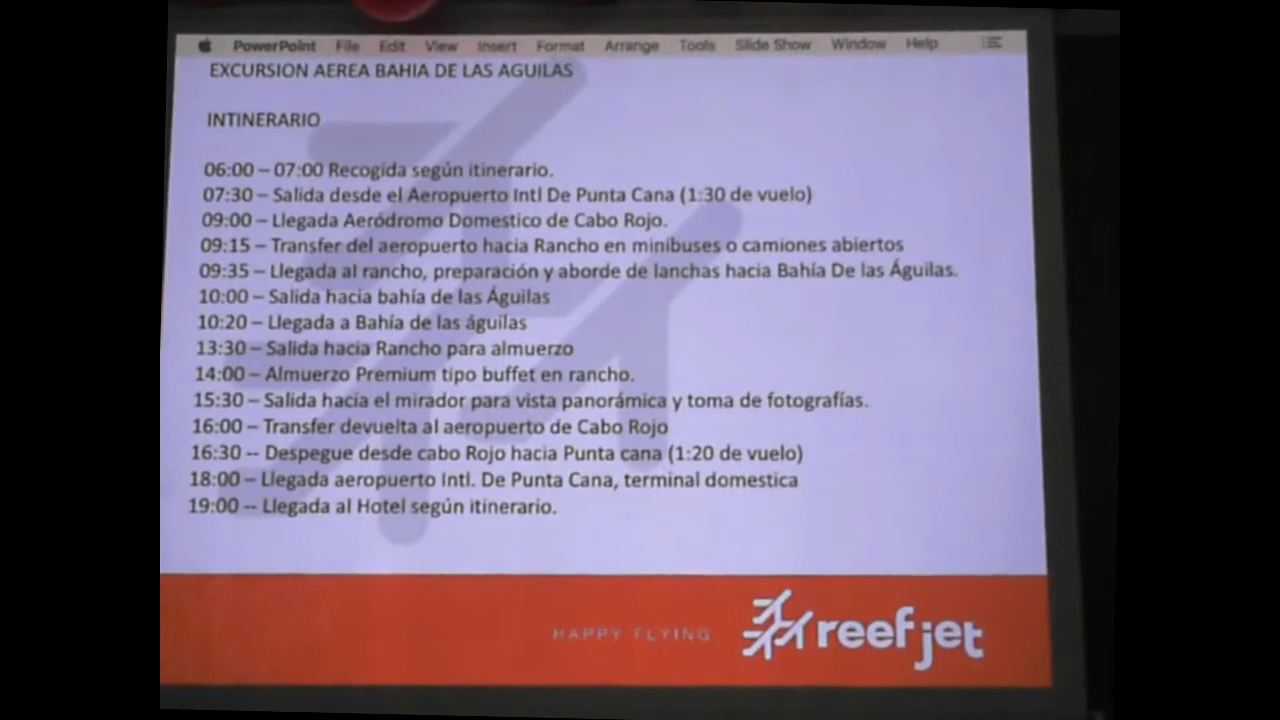 PowerPoint File Edit View Insert Format Arrange Tools Slide Show Window Help
EXCURSION AEREA BAHIA DE LAS AGUILAS
INTINERARIO
06:00 – 07:00 Recogida según itinerario.
07:30 – Salida desde el Aeropuerto Intl De Punta Cana (1:30 de vuelo)
09:00 – Llegada Aeródromo Domestico de Cabo Rojo.
09:15 – Transfer del aeropuerto hacia Rancho en minibuses o camiones abiertos
09:35 – Llegada al rancho, preparación y aborde de lanchas hacia Bahía De las Águilas.
10:00 – Salida hacia bahía de las Águilas
10:20 – Llegada a Bahía de las águilas
13:30 – Salida hacia Rancho para almuerzo
14:00 – Almuerzo Premium tipo buffet en rancho.
15:30 – Salida hacia el mirador para vista panorámica y toma de fotografías.
16:00 – Transfer devuelta al aeropuerto de Cabo Rojo
16:30 -- Despegue desde cabo Rojo hacia Punta cana (1:20 de vuelo)
18:00 – Llegada aeropuerto Intl. De Punta Cana, terminal domestica
19:00 -- Llegada al Hotel según itinerario.
HAPPY FLYING reef jet